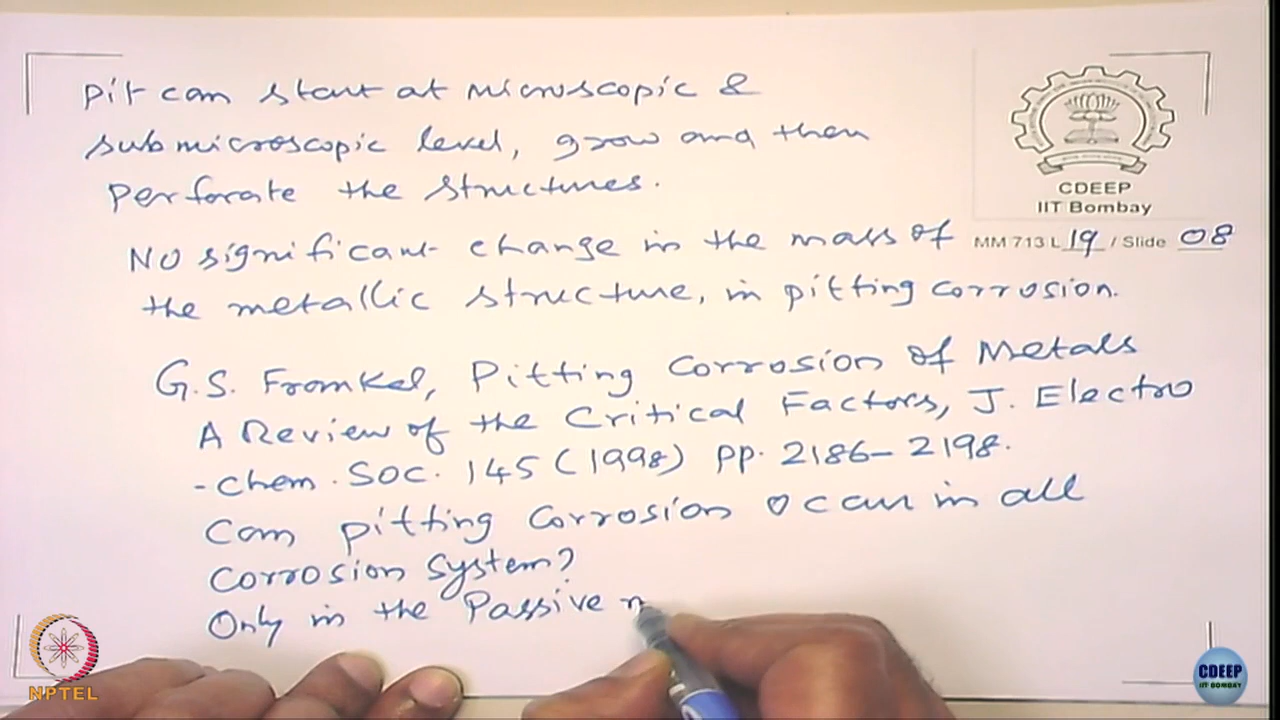 Pit can start at microscopic &
submicroscopic level, grow and then
Perforate the structures.
No significant change in the mass of
the metallic structure, in pitting corrosion.
G.S. Frankel, Pitting Corrosion of Metals
A Review of the Critical Factors, J. Electro
-chem. Soc. 145 (1998) pp. 2186-2198.
Can pitting corrosion occur in all
corrosion system?
Only in the Passive
CDEEP
IIT Bombay
MM 713 L 19 / Slide 08
NPTEL
CDEEP
IIT BOMBAY